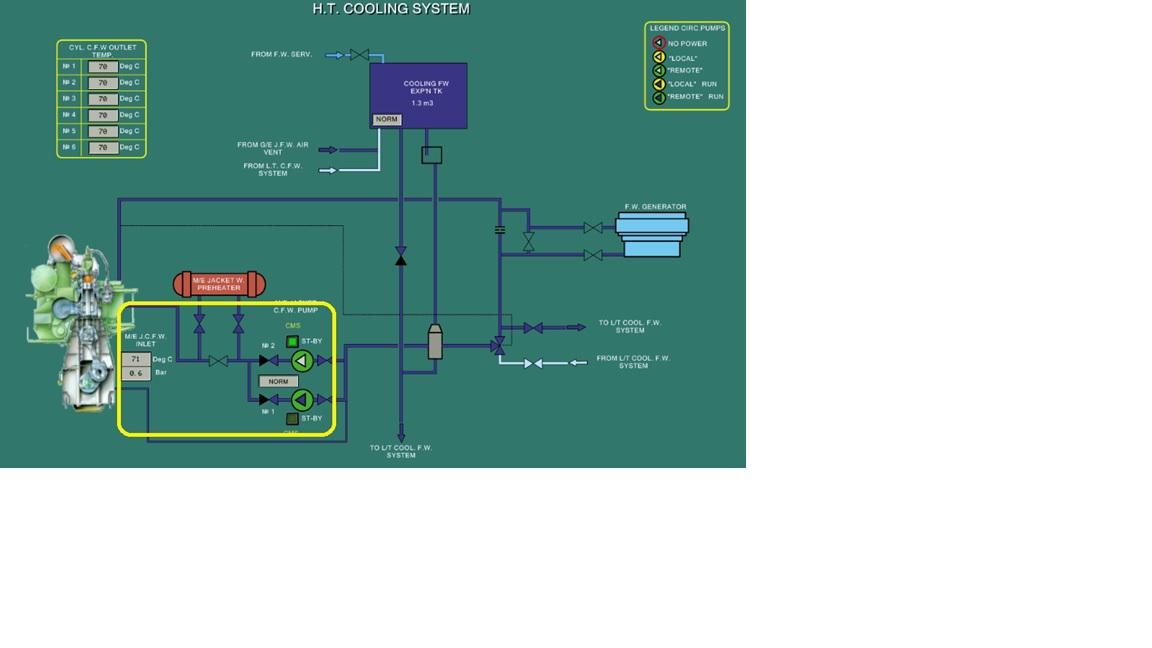 H.T. COOLING SYSTEM
CYL. C.F.W OUTLET
TEMP.
№ 1 70 Deg C
№ 2 70 Deg C
№ 3 70 Deg C
№ 4 70 Deg C
№ 5 70 Deg C
№ 6 70 Deg C
FROM F.W. SERV.
COOLING FW
EXP'N TK
1.3 m3
NORM
LEGEND CIRC.PUMPS
NO POWER
"LOCAL"
"REMOTE"
"LOCAL" RUN
"REMOTE" RUN
FROM G/E J.F.W. AIR
VENT
FROM L.T. C.F.W.
SYSTEM
F.W. GENERATOR
M/E JACKET W.
PREHEATER
C.F.W. PUMP
CMS
№ 2
ST-BY
NORM
№ 1
ST-BY
M/E J.C.F.W.
INLET
71 Deg C
0.6 Bar
TO L/T COOL. F.W.
SYSTEM
FROM L/T COOL. F.W.
SYSTEM
TO L/T COOL. F.W.
SYSTEM